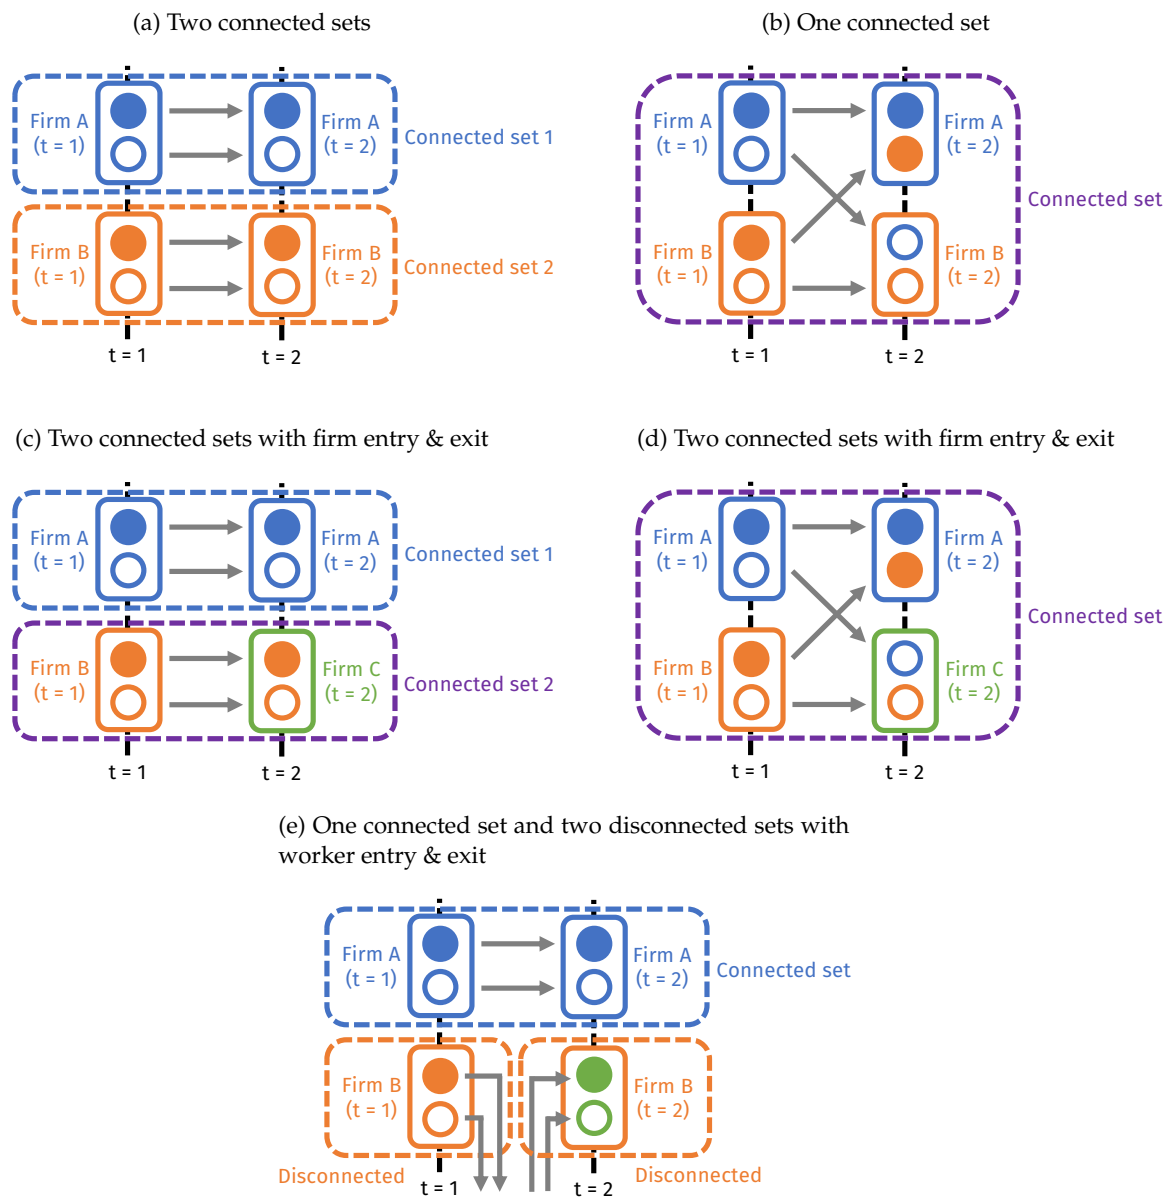 (a) Two connected sets
Firm A
(t = 1)
Firm A
(t = 2)
Connected set 1
Firm B
(t = 1)
Firm B
(t = 2)
Connected set 2
t = 1
t = 2
(b) One connected set
Firm A
(t = 1)
Firm A
(t = 2)
Connected set
Firm B
(t = 1)
Firm B
(t = 2)
t = 1
t = 2
(c) Two connected sets with firm entry & exit
Firm A
(t = 1)
Firm A
(t = 2)
Connected set 1
Firm B
(t = 1)
Firm C
(t = 2)
Connected set 2
t = 1
t = 2
(d) Two connected sets with firm entry & exit
Firm A
(t = 1)
Firm A
(t = 2)
Connected set
Firm B
(t = 1)
Firm C
(t = 2)
t = 1
t = 2
(e) One connected set and two disconnected sets with
worker entry & exit
Firm A
(t = 1)
Firm A
(t = 2)
Connected set
Firm B
(t = 1)
Firm B
(t = 2)
Disconnected
Disconnected
t = 1
t = 2